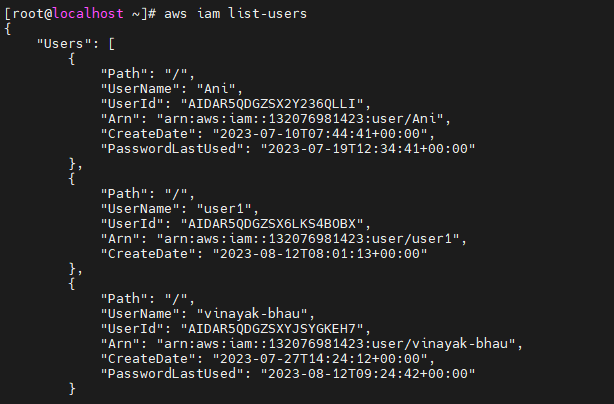 [root@localhost ~]# aws iam list-users
{
    "Users": [
        {
            "Path": "/",
            "UserName": "Ani",
            "UserId": "AIDAR5QDGZSX2Y236QLLI",
            "Arn": "arn:aws:iam::132076981423:user/Ani",
            "CreateDate": "2023-07-10T07:44:41+00:00",
            "PasswordLastUsed": "2023-07-19T12:34:41+00:00"
        },
        {
            "Path": "/",
            "UserName": "user1",
            "UserId": "AIDAR5QDGZSX6LKS4BOBX",
            "Arn": "arn:aws:iam::132076981423:user/user1",
            "CreateDate": "2023-08-12T08:01:13+00:00"
        },
        {
            "Path": "/",
            "UserName": "vinayak-bhau",
            "UserId": "AIDAR5QDGZSXYJSYGKEH7",
            "Arn": "arn:aws:iam::132076981423:user/vinayak-bhau",
            "CreateDate": "2023-07-27T14:24:12+00:00",
            "PasswordLastUsed": "2023-08-12T09:24:42+00:00"
        }